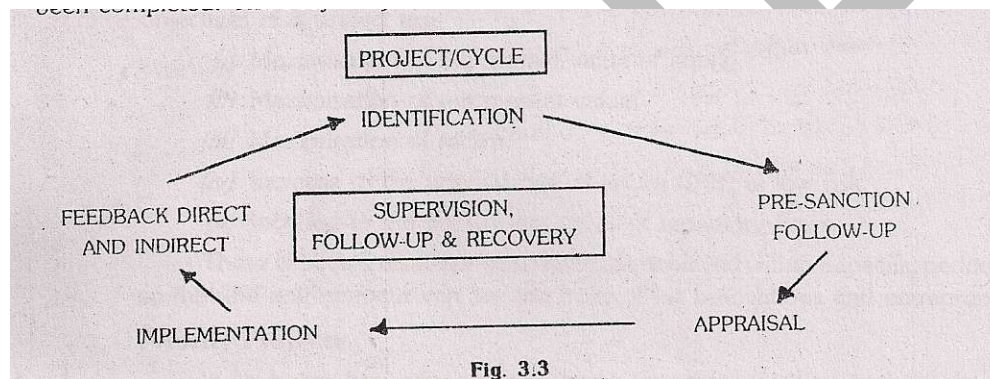 PROJECT/CYCLE
IDENTIFICATION
PRE-SANCTION
FOLLOW-UP
APPRAISAL
IMPLEMENTATION
FEEDBACK DIRECT
AND INDIRECT
SUPERVISION,
FOLLOW-UP & RECOVERY
Fig. 3.3